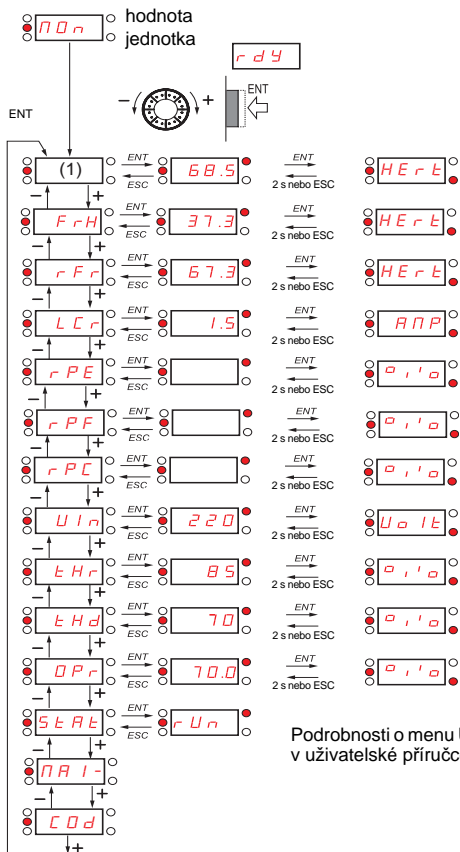 hodnota
jednotka
NOn
rdY
ENT
– +
ENT
(1) ENT ESC 68.5 ENT 2 s nebo ESC HErt
– +
FrH ENT ESC 37.3 ENT 2 s nebo ESC HErt
– +
rFr ENT ESC 67.3 ENT 2 s nebo ESC HErt
– +
LCr ENT ESC 1.5 ENT 2 s nebo ESC ANP
– +
rPE ENT ESC ENT 2 s nebo ESC o.'o
– +
rPF ENT ESC ENT 2 s nebo ESC o.'o
– +
rPC ENT ESC ENT 2 s nebo ESC o.'o
– +
UIn ENT ESC 220 ENT 2 s nebo ESC UoIt
– +
tHr ENT ESC 85 ENT 2 s nebo ESC o.'o
– +
tHd ENT ESC 70 ENT 2 s nebo ESC o.'o
– +
OPr ENT ESC 70.0 ENT 2 s nebo ESC o.'o
– +
StAt ENT ESC rUn
– +
NAI-
– +
COd
+
Podrobnosti o menu
v uživatelské příručc